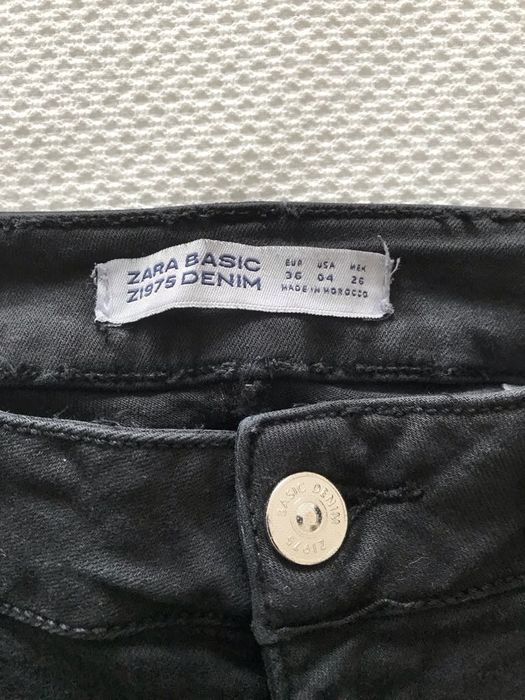 ZARA BASIC
Z1975 DENIM
EUR USA MEX
36 04 26
MADE IN MOROCCO
BASIC DENIM
Z1975